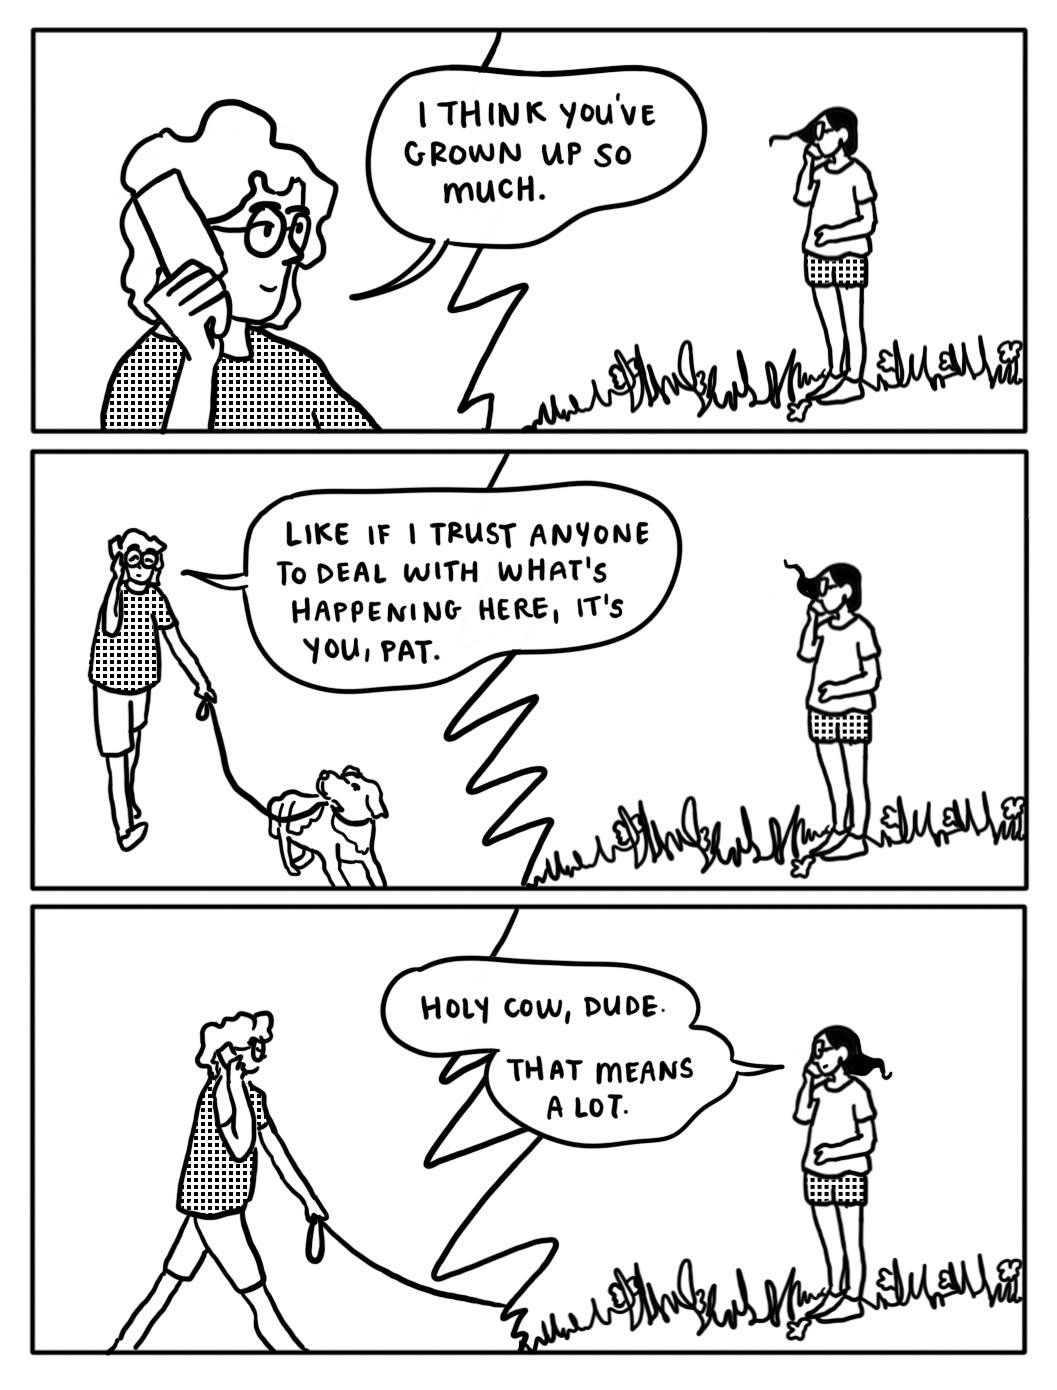 I THINK YOU'VE
GROWN UP SO
MUCH.
LIKE IF I TRUST ANYONE
TO DEAL WITH WHAT'S
HAPPENING HERE, IT'S
YOU, PAT.
HOLY COW, DUDE.
THAT MEANS
A LOT.